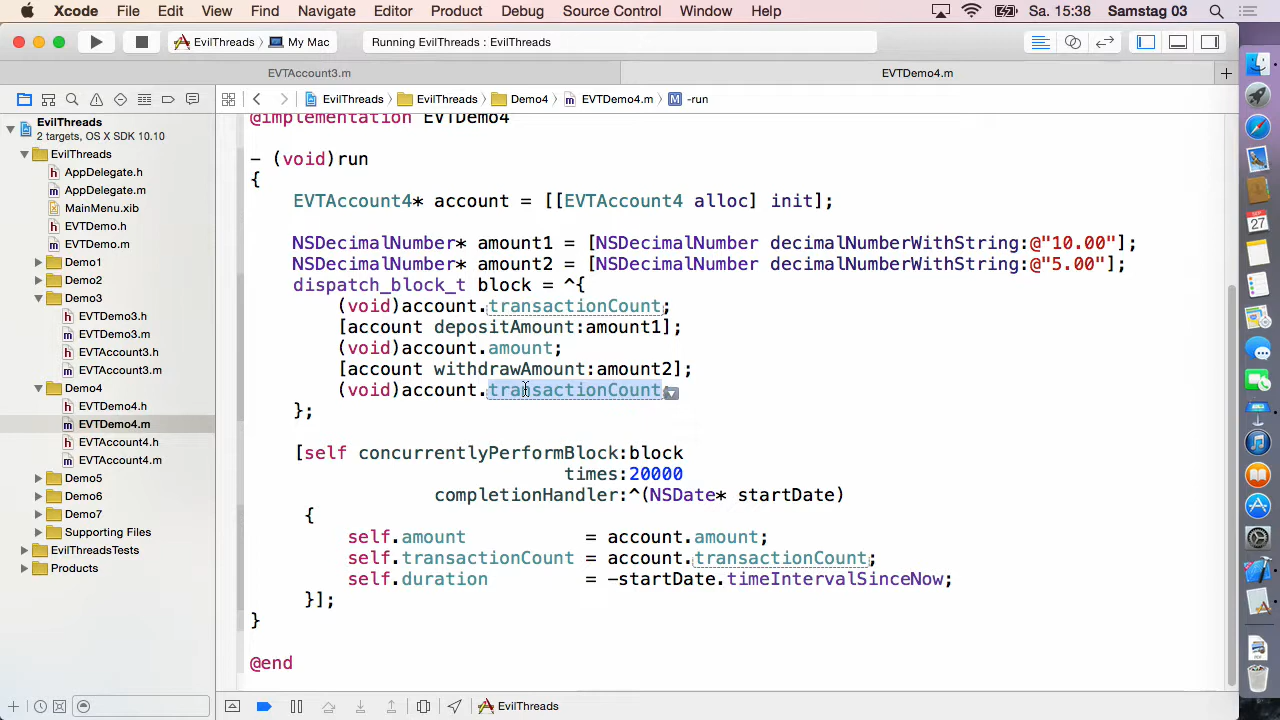 Xcode File Edit View Find Navigate Editor Product Debug Source Control Window Help Sa. 15:38 Samstag 03
EvilThreads My Mac Running EvilThreads : EvilThreads
EVTAccount3.m EVTDemo4.m
EvilThreads EvilThreads Demo4 EVTDemo4.m M -run
EvilThreads
2 targets, OS X SDK 10.10
EvilThreads
h AppDelegate.h
m AppDelegate.m
MainMenu.xib
h EVTDemo.h
m EVTDemo.m
Demo1
Demo2
Demo3
h EVTDemo3.h
m EVTDemo3.m
h EVTAccount3.h
m EVTAccount3.m
Demo4
h EVTDemo4.h
m EVTDemo4.m
h EVTAccount4.h
m EVTAccount4.m
Demo5
Demo6
Demo7
Supporting Files
EvilThreadsTests
Products
@implementation EVTDemo4
- (void)run
{
EVTAccount4* account = [[EVTAccount4 alloc] init];
NSDecimalNumber* amount1 = [NSDecimalNumber decimalNumberWithString:@"10.00"];
NSDecimalNumber* amount2 = [NSDecimalNumber decimalNumberWithString:@"5.00"];
dispatch_block_t block = ^{
(void)account.transactionCount;
[account depositAmount:amount1];
(void)account.amount;
[account withdrawAmount:amount2];
(void)account.transactionCount
};
[self concurrentlyPerformBlock:block
times:20000
completionHandler:^(NSDate* startDate)
{
self.amount = account.amount;
self.transactionCount = account.transactionCount;
self.duration = -startDate.timeIntervalSinceNow;
}];
}
@end
EvilThreads
SEP
27